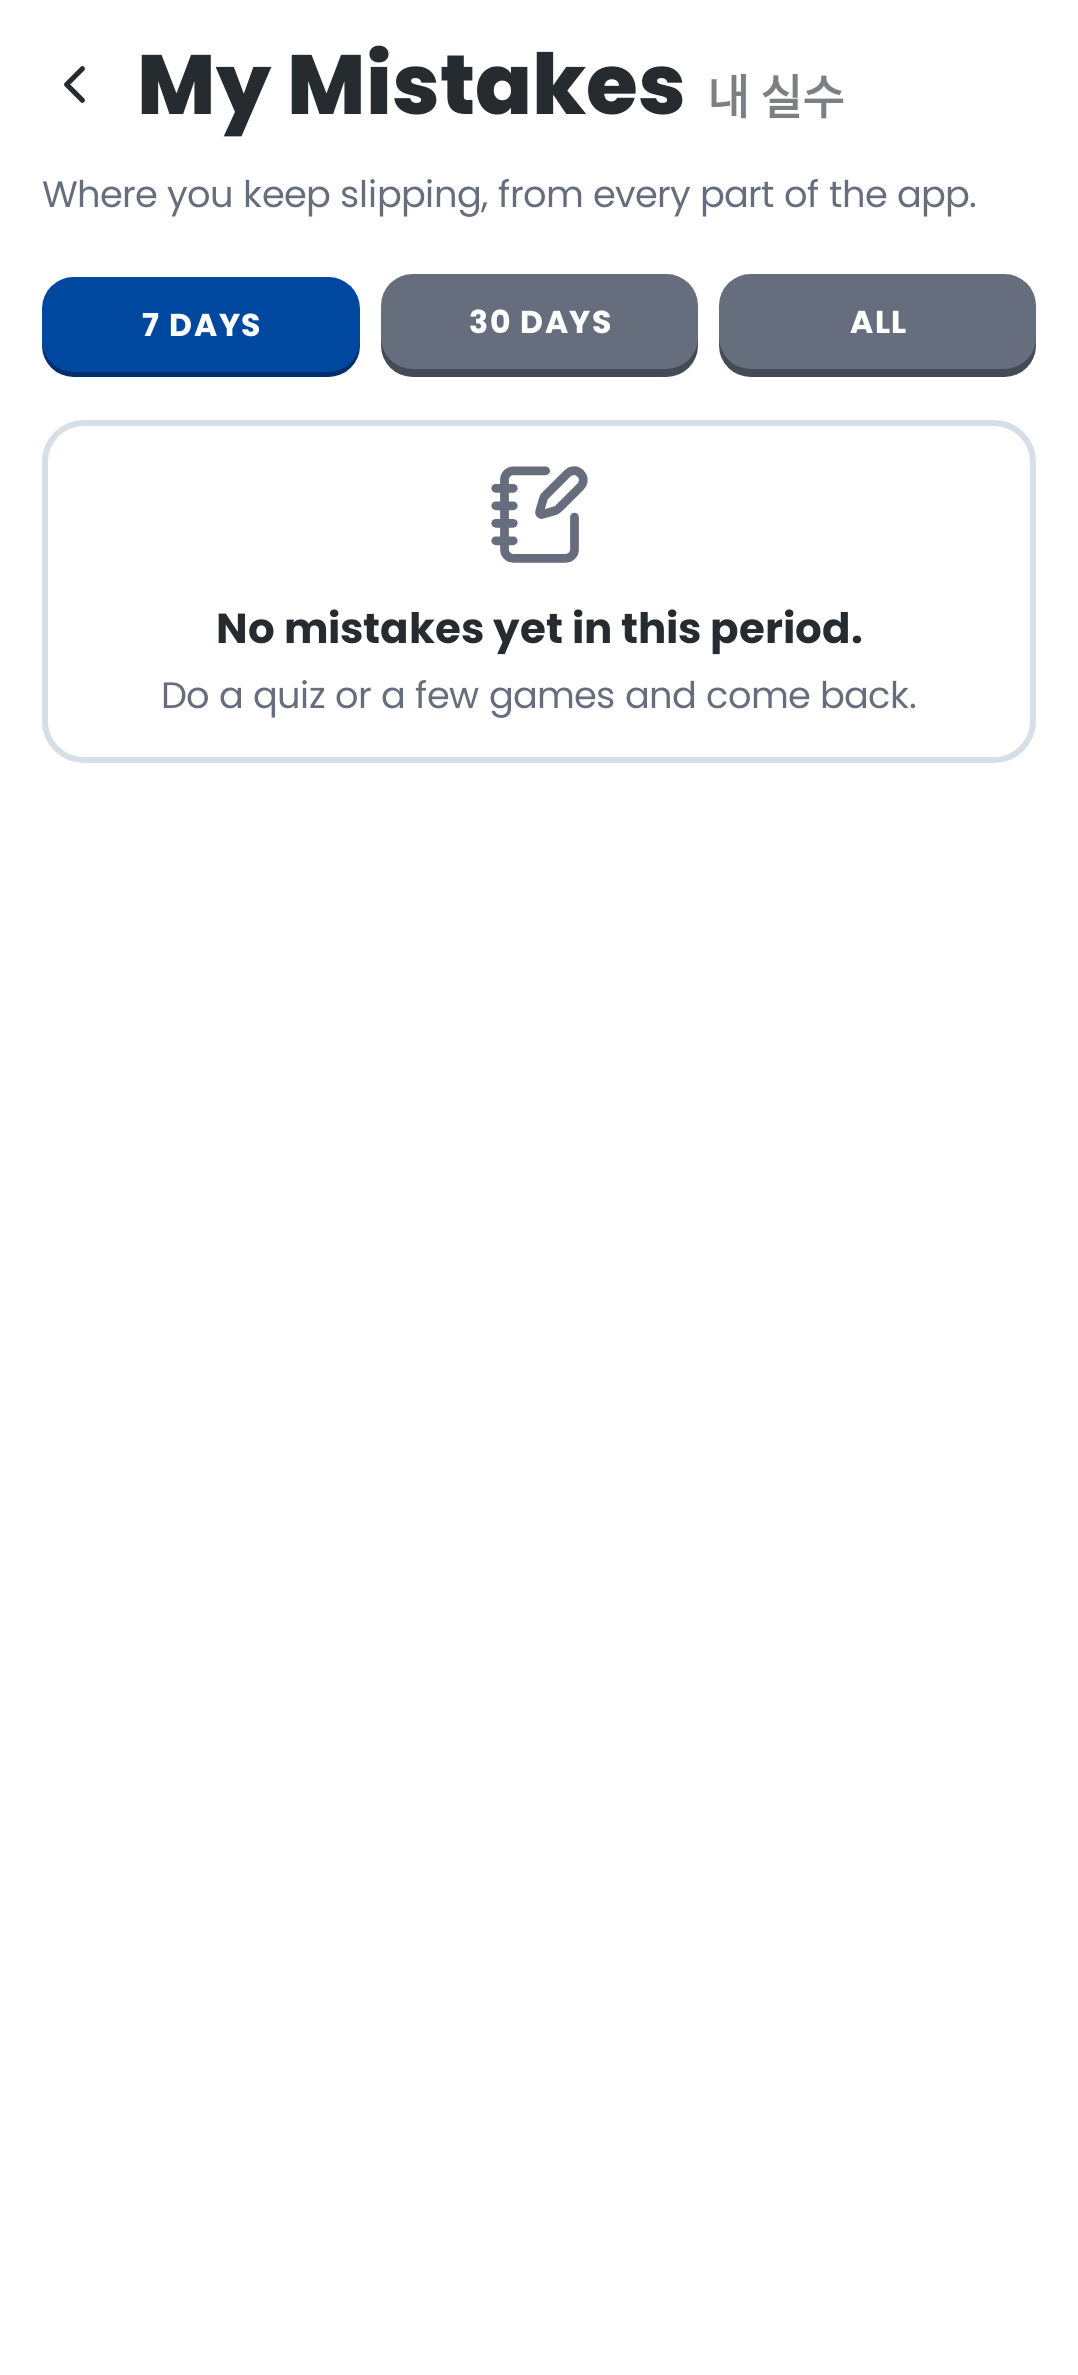 My Mistakes 내 실수
Where you keep slipping, from every part of the app.
7 DAYS
30 DAYS
ALL
No mistakes yet in this period.
Do a quiz or a few games and come back.